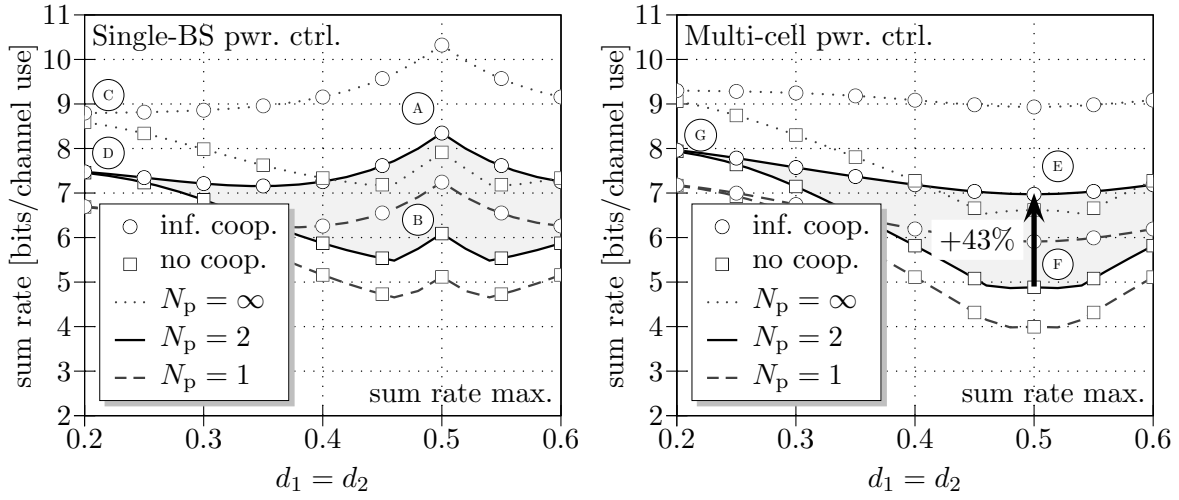 Single-BS pwr. ctrl.
sum rate [bits/channel use]
11
10
9
8
7
6
5
4
3
2
C
D
A
B
inf. coop.
no coop.
N_p = ∞
N_p = 2
N_p = 1
sum rate max.
0.2 0.3 0.4 0.5 0.6
d_1 = d_2
Multi-cell pwr. ctrl.
sum rate [bits/channel use]
11
10
9
8
7
6
5
4
3
2
G
E
+43%
F
inf. coop.
no coop.
N_p = ∞
N_p = 2
N_p = 1
sum rate max.
0.2 0.3 0.4 0.5 0.6
d_1 = d_2